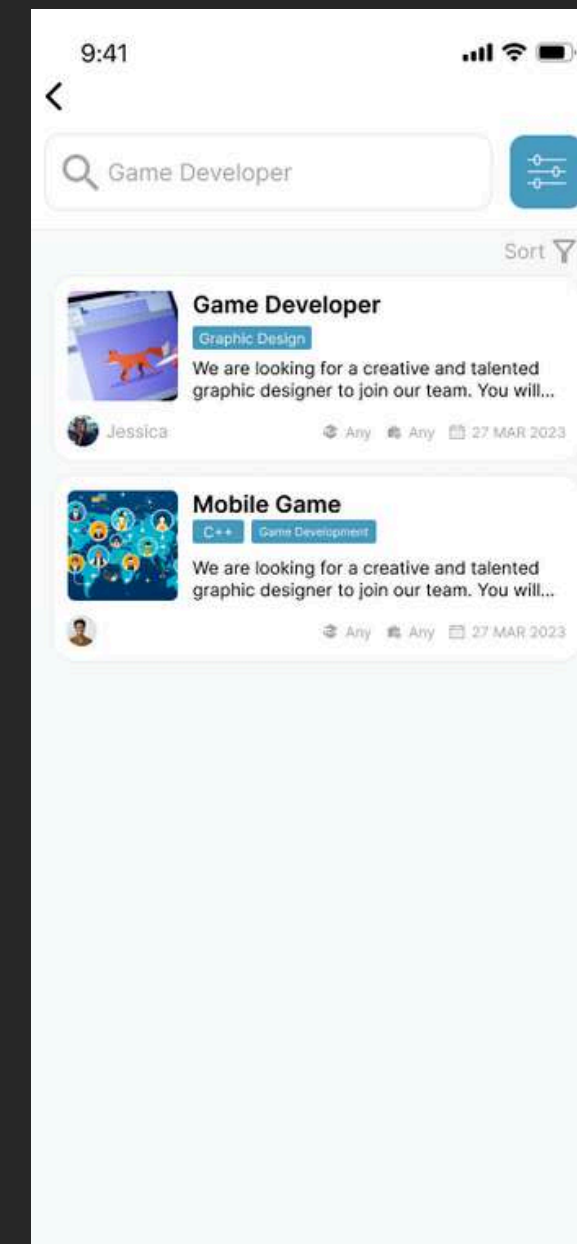 9:41
Game Developer
Sort
Game Developer
Graphic Design
We are looking for a creative and talented
graphic designer to join our team. You will...
Jessica Any Any 27 MAR 2023
Mobile Game
C++ Game Development
We are looking for a creative and talented
graphic designer to join our team. You will...
Any Any 27 MAR 2023